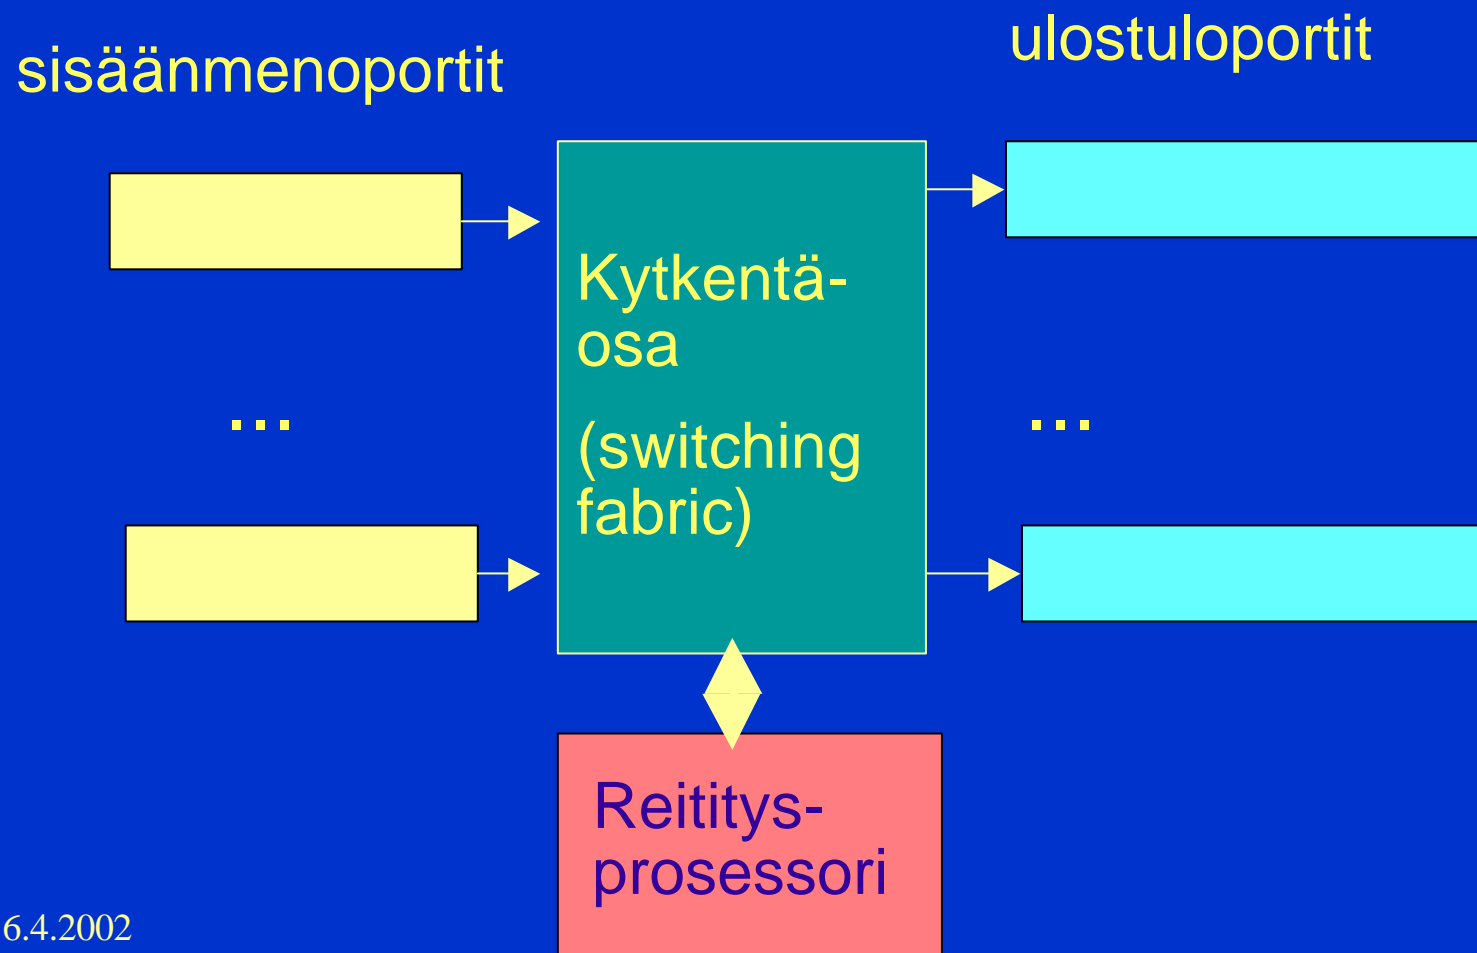 sisäänmenoportit
ulostuloportit
Kytkentä-
osa
(switching
fabric)
...
...
Reititys-
prosessori
6.4.2002